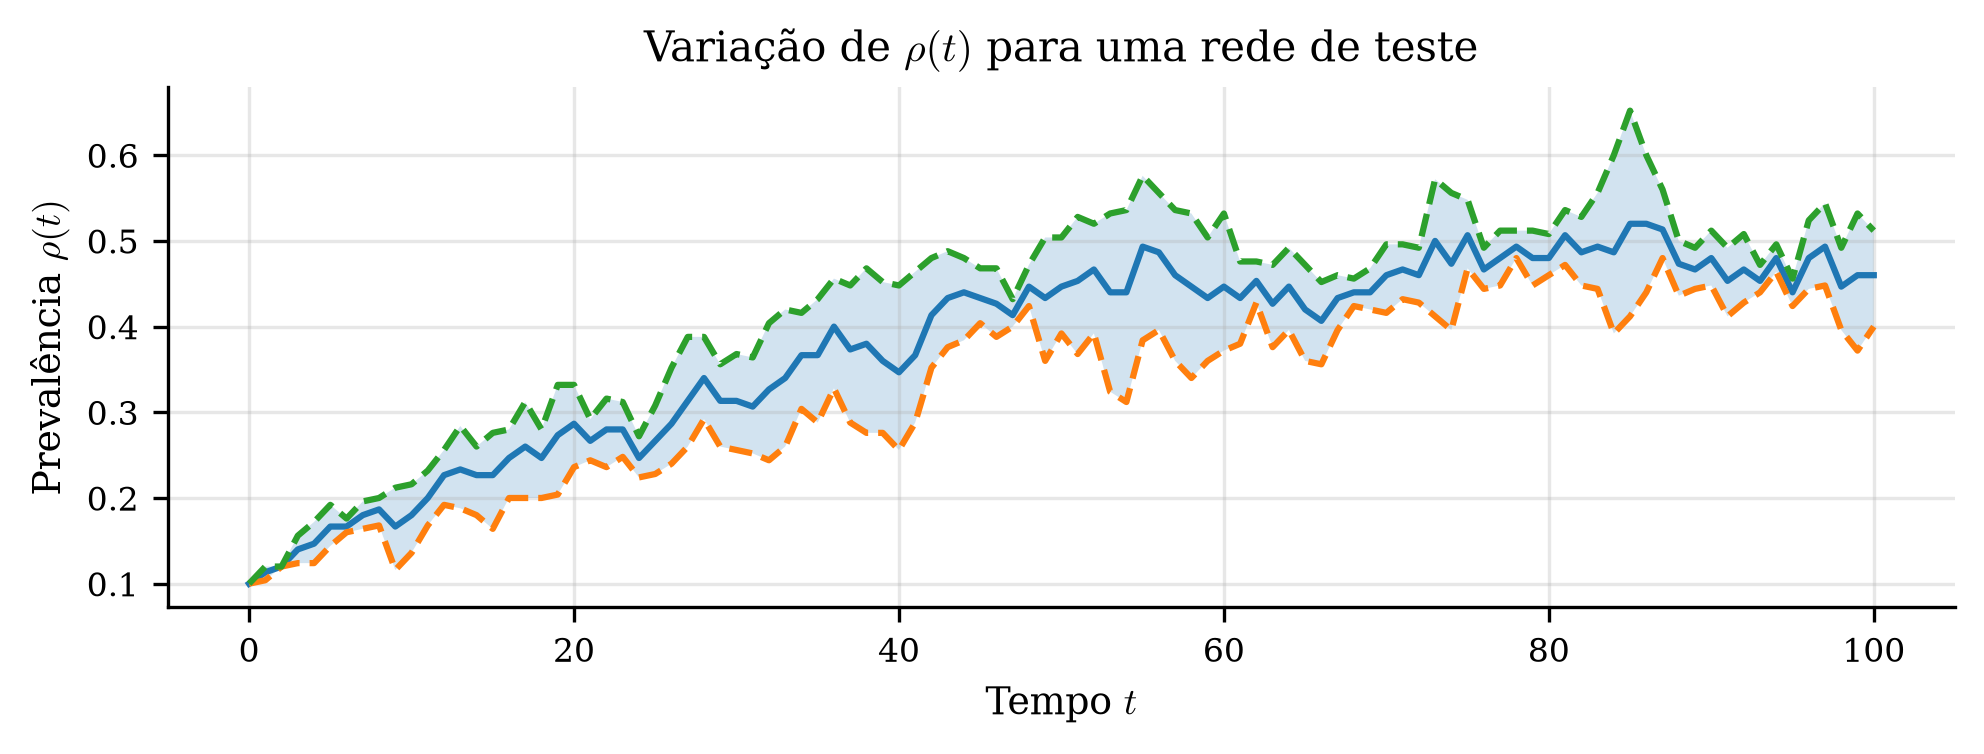 Variação de ρ(t) para uma rede de teste
Prevalência ρ(t)
0.6
0.5
0.4
0.3
0.2
0.1
0 20 40 60 80 100
Tempo t